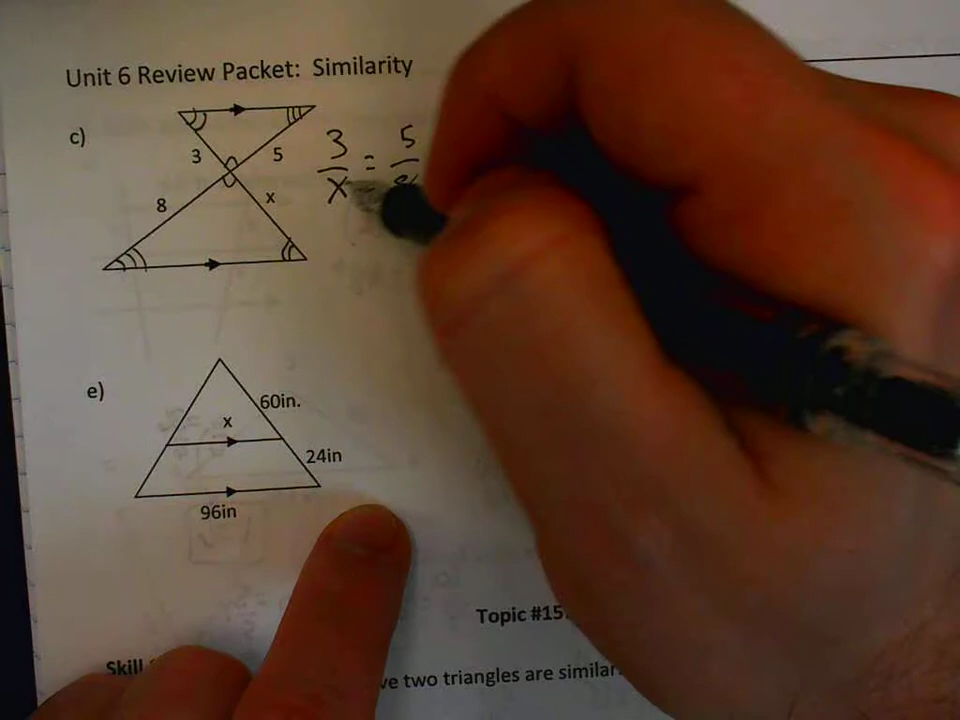 Unit 6 Review Packet: Similarity
c)
3 5
3 = 5
x
8 x
e)
60in.
x
24in
96in
Topic #15
Skill
two triangles are similar